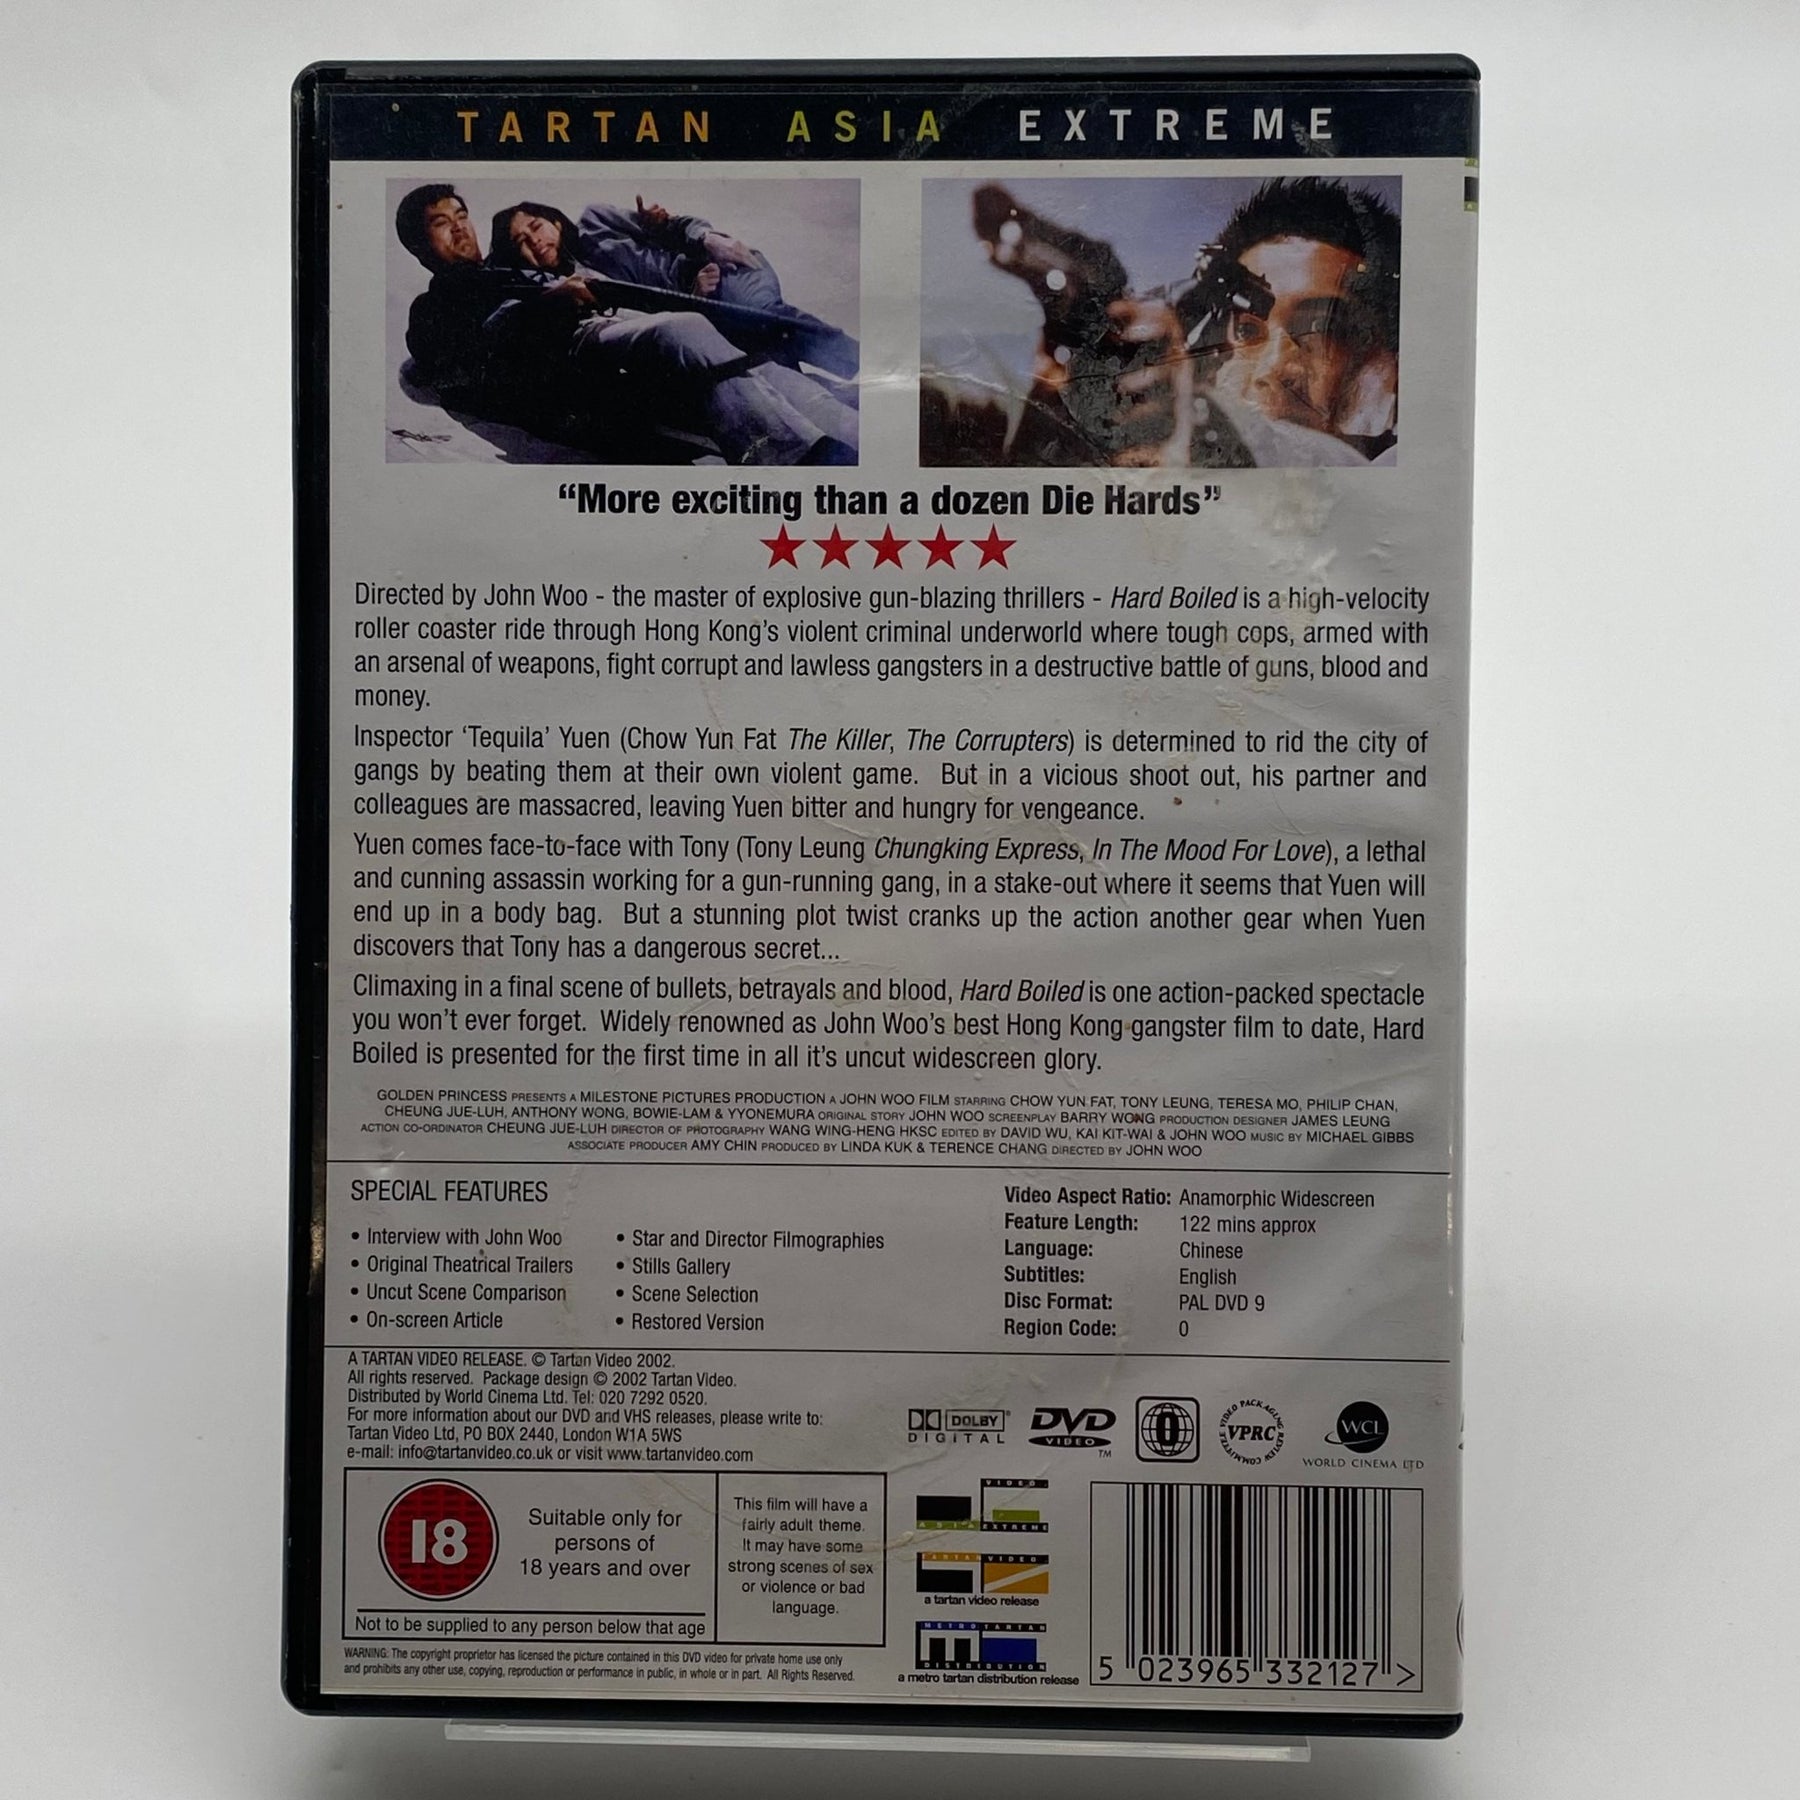 TARTAN ASIA EXTREME
“More exciting than a dozen Die Hards”
Directed by John Woo - the master of explosive gun-blazing thrillers - Hard Boiled is a high-velocity
roller coaster ride through Hong Kong's violent criminal underworld where tough cops, armed with
an arsenal of weapons, fight corrupt and lawless gangsters in a destructive battle of guns, blood and
money.
Inspector ‘Tequila’ Yuen (Chow Yun Fat The Killer, The Corrupters) is determined to rid the city of
gangs by beating them at their own violent game. But in a vicious shoot out, his partner and
colleagues are massacred, leaving Yuen bitter and hungry for vengeance.
Yuen comes face-to-face with Tony (Tony Leung Chungking Express, In The Mood For Love), a lethal
and cunning assassin working for a gun-running gang, in a stake-out where it seems that Yuen will
end up in a body bag. But a stunning plot twist cranks up the action another gear when Yuen
discovers that Tony has a dangerous secret...
Climaxing in a final scene of bullets, betrayals and blood, Hard Boiled is one action-packed spectacle
you won't ever forget. Widely renowned as John Woo's best Hong Kong gangster film to date, Hard
Boiled is presented for the first time in all it's uncut widescreen glory.
GOLDEN PRINCESS PRESENTS A MILESTONE PICTURES PRODUCTION A JOHN WOO FILM STARRING CHOW YUN FAT, TONY LEUNG, TERESA MO, PHILIP CHAN,
CHEUNG JUE-LUH, ANTHONY WONG, BOWIE-LAM & YYONEMURA ORIGINAL STORY JOHN WOO SCREENPLAY BARRY WONG PRODUCTION DESIGNER JAMES LEUNG
ACTION CO-ORDINATOR CHEUNG JUE-LUH DIRECTOR OF PHOTOGRAPHY WANG WING-HENG HKSC EDITED BY DAVID WU, KAI KIT-WAI & JOHN WOO MUSIC BY MICHAEL GIBBS
ASSOCIATE PRODUCER AMY CHIN PRODUCED BY LINDA KUK & TERENCE CHANG DIRECTED BY JOHN WOO
SPECIAL FEATURES
• Interview with John Woo
• Original Theatrical Trailers
• Uncut Scene Comparison
• On-screen Article
• Star and Director Filmographies
• Stills Gallery
• Scene Selection
• Restored Version
Video Aspect Ratio: Anamorphic Widescreen
Feature Length: 122 mins approx
Language: Chinese
Subtitles: English
Disc Format: PAL DVD 9
Region Code: 0
A TARTAN VIDEO RELEASE. © Tartan Video 2002.
All rights reserved. Package design © 2002 Tartan Video.
Distributed by World Cinema Ltd. Tel: 020 7292 0520.
For more information about our DVD and VHS releases, please write to:
Tartan Video Ltd, PO BOX 2440, London W1A 5WS
e-mail: info@tartanvideo.co.uk or visit www.tartanvideo.com
DOLBY
DIGITAL
DVD
VIDEO
TM
0
VIDEO PACKAGING REVIEW COMMITTEE
VPRC
WCL
WORLD CINEMA LTD
18
Suitable only for
persons of
18 years and over
Not to be supplied to any person below that age
This film will have a
fairly adult theme.
It may have some
strong scenes of sex
or violence or bad
language.
VIDEO
ASIA EXTREME
TARTAN VIDEO
a tartan video release
METRO TARTAN
DISTRIBUTION
a metro tartan distribution release
5 023965 332127 >
WARNING: The copyright proprietor has licensed the picture contained in this DVD video for private home use only
and prohibits any other use, copying, reproduction or performance in public, in whole or in part. All Rights Reserved.